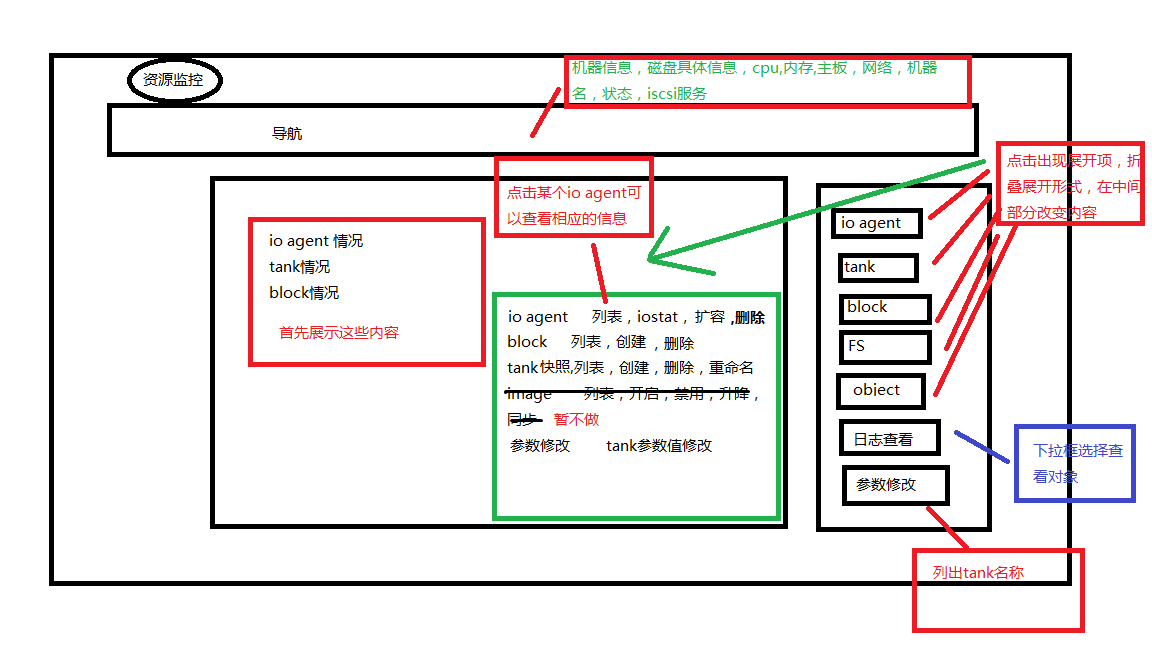 资源监控
机器信息，磁盘具体信息，cpu,内存,主板，网络，机器
名，状态，iscsi服务
导航
点击某个io agent可
以查看相应的信息
点击出现展开项，折
叠展开形式，在中间
部分改变内容
io agent 情况
tank情况
block情况
首先展示这些内容
io agent 列表，iostat，扩容,删除
block 列表，创建，删除
tank快照,列表，创建，删除，重命名
image 列表，开启，禁用，升降，
同步 暂不做
参数修改 tank参数值修改
io agent
tank
block
FS
object
日志查看
参数修改
下拉框选择查
看对象
列出tank名称